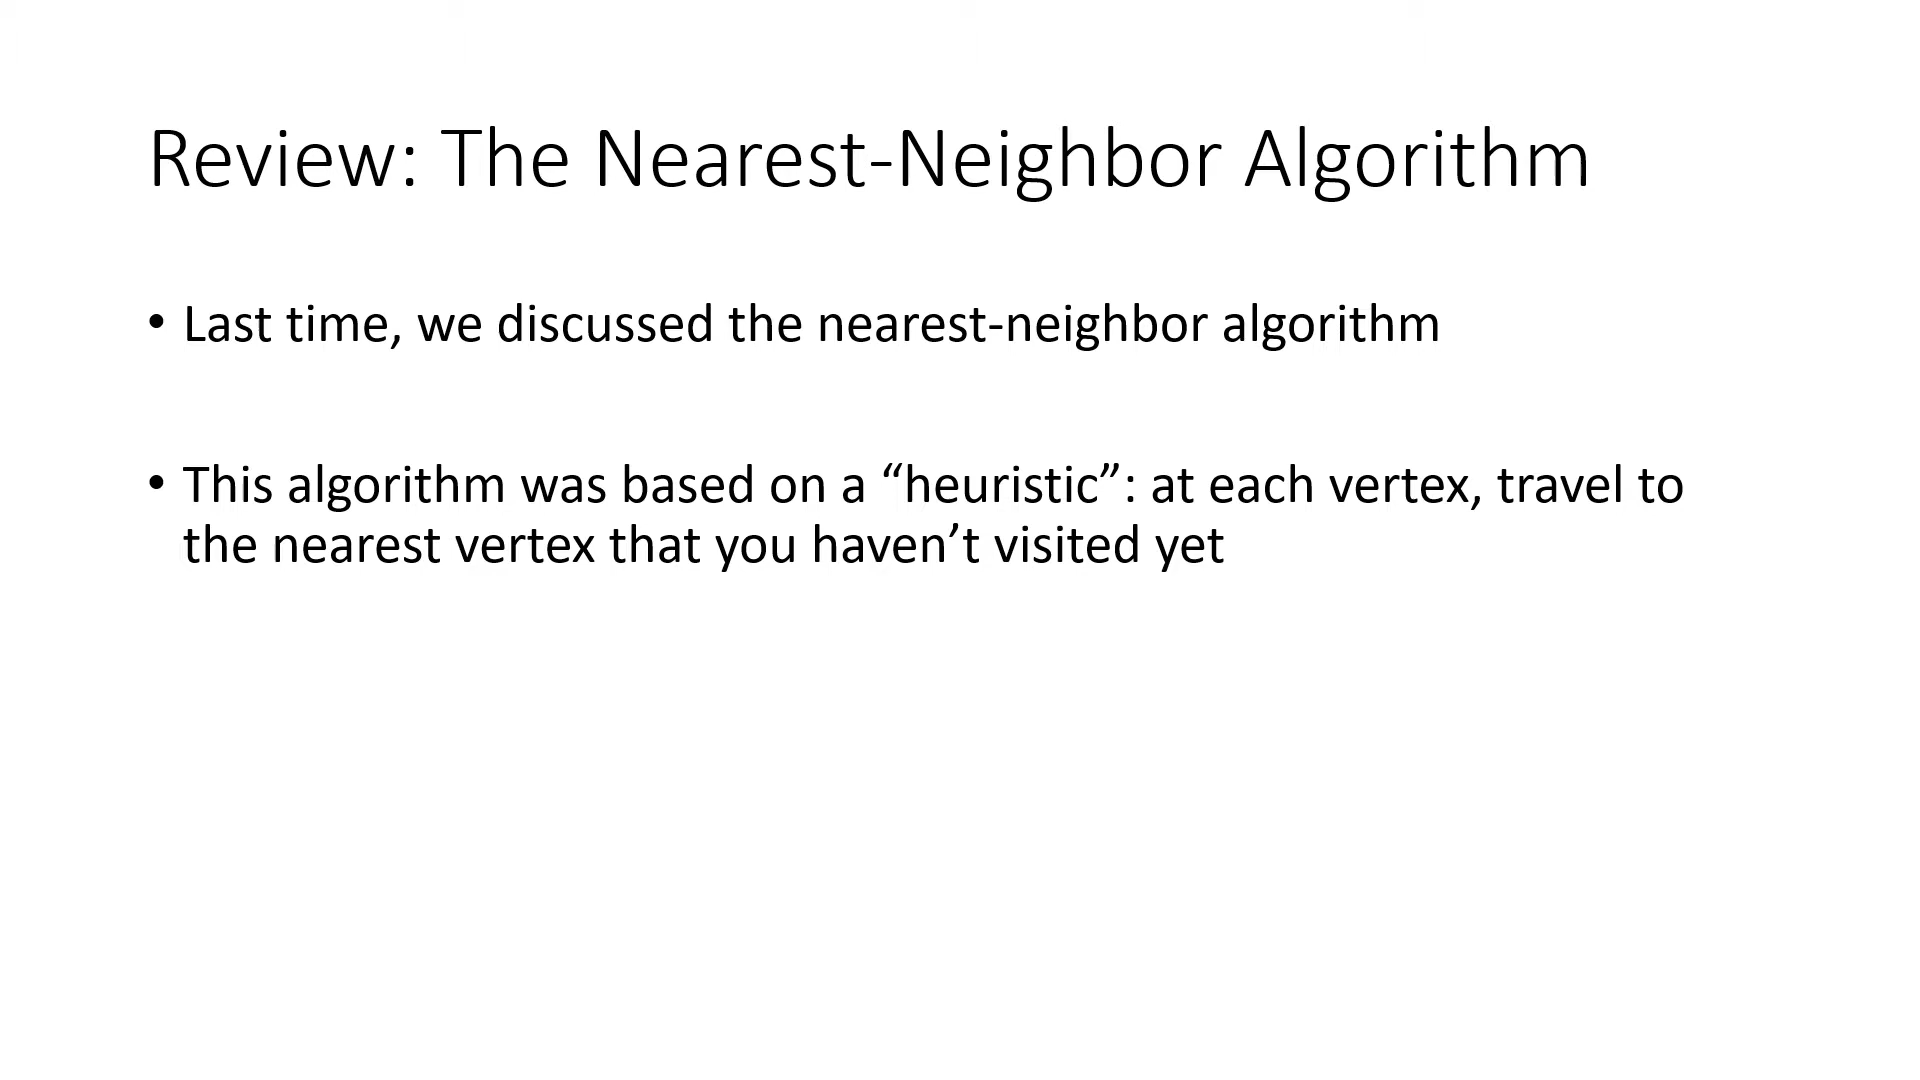 Review: The Nearest-Neighbor Algorithm
• Last time, we discussed the nearest-neighbor algorithm
• This algorithm was based on a “heuristic”: at each vertex, travel to
the nearest vertex that you haven’t visited yet